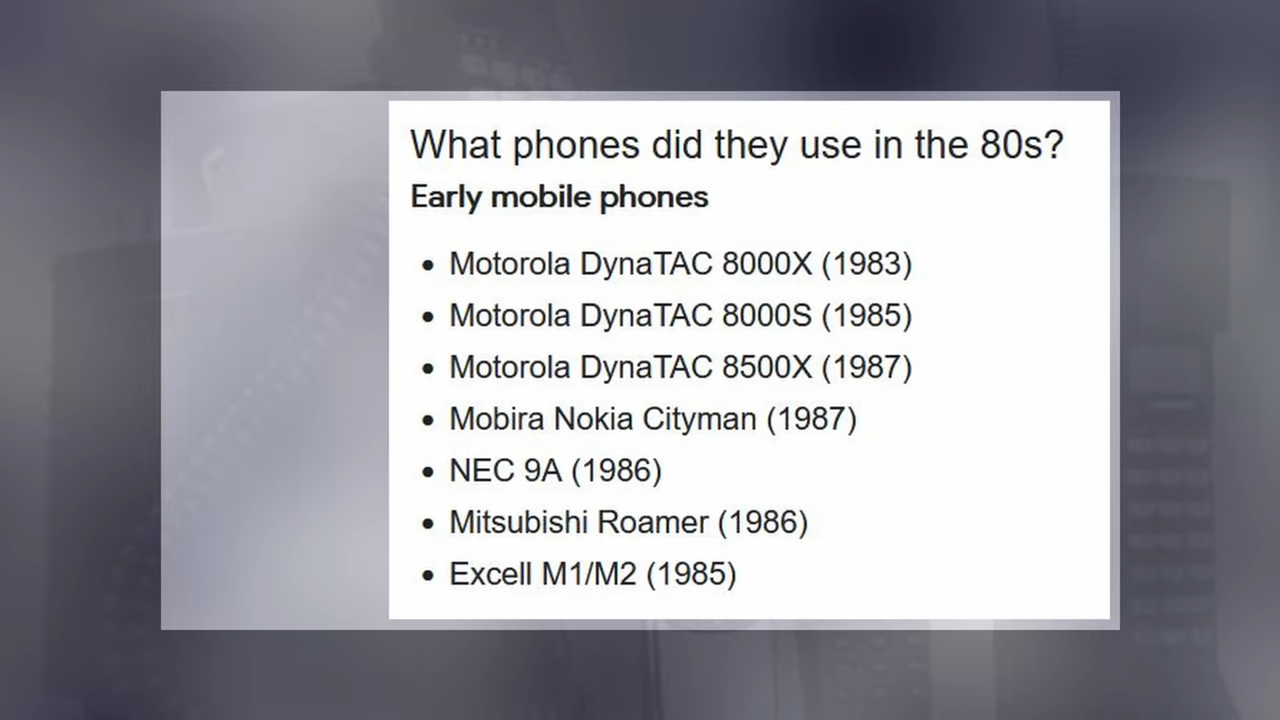 What phones did they use in the 80s?
Early mobile phones
• Motorola DynaTAC 8000X (1983)
• Motorola DynaTAC 8000S (1985)
• Motorola DynaTAC 8500X (1987)
• Mobira Nokia Cityman (1987)
• NEC 9A (1986)
• Mitsubishi Roamer (1986)
• Excell M1/M2 (1985)